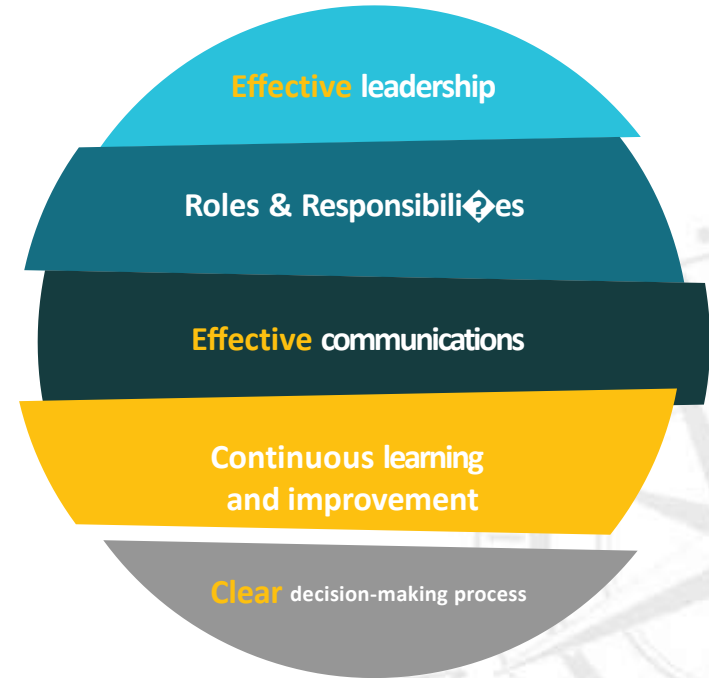 Effective leadership
Roles & Responsibili�es
Effective communications
Continuous learning
and improvement
Clear decision-making process